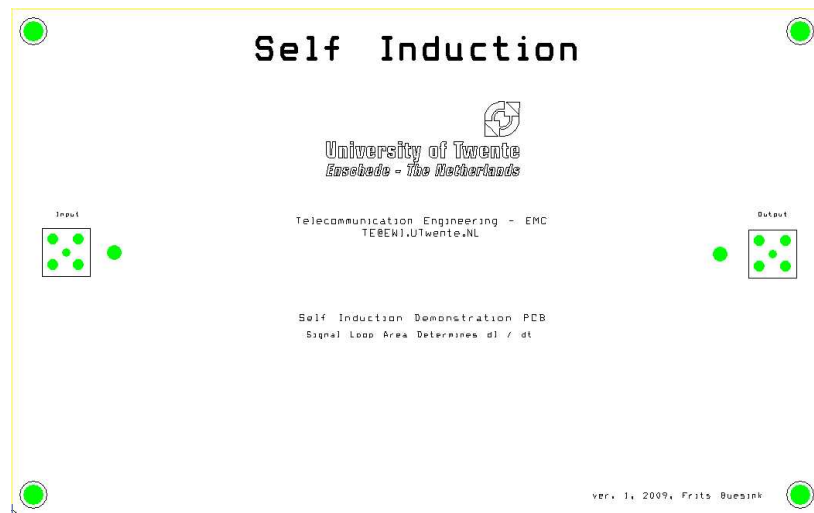 Self Induction
University of Twente
Enschede - The Netherlands
Input
Output
Telecommunication Engineering - EMC
TE@EWI.UTwente.NL
Self Induction Demonstration PCB
Signal Loop Area Determines dI / dt
ver. 1, 2009, Frits Buesink